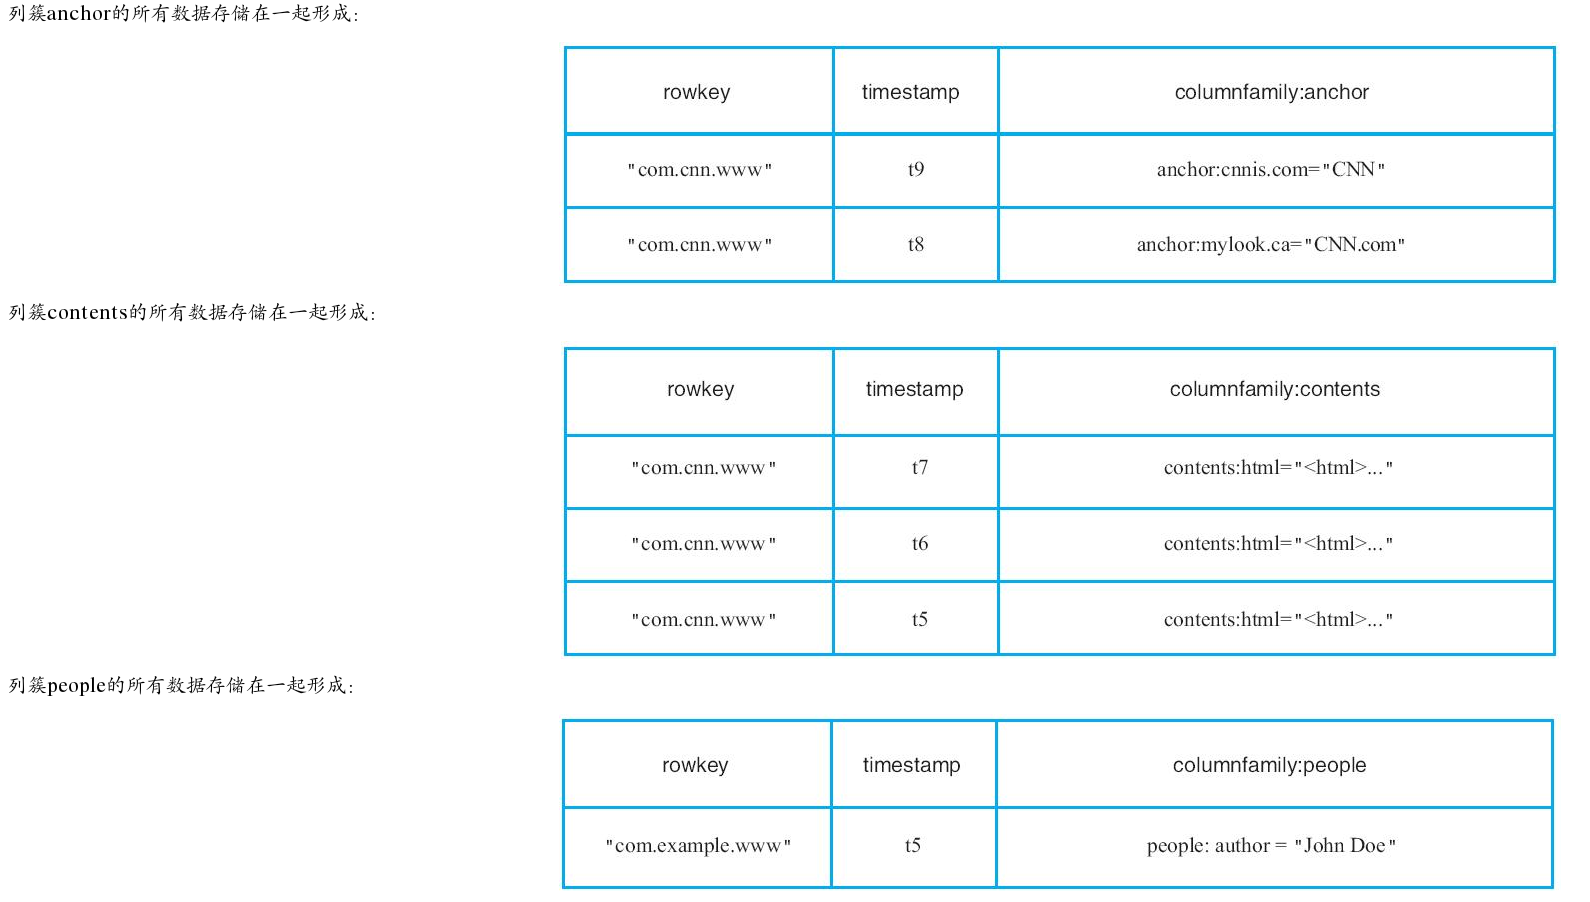 列簇anchor的所有数据存储在一起形成：
rowkey timestamp columnfamily:anchor
"com.cnn.www" t9 anchor:cnnis.com="CNN"
"com.cnn.www" t8 anchor:mylook.ca="CNN.com"
列簇contents的所有数据存储在一起形成：
rowkey timestamp columnfamily:contents
"com.cnn.www" t7 contents:html="<html>..."
"com.cnn.www" t6 contents:html="<html>..."
"com.cnn.www" t5 contents:html="<html>..."
列簇people的所有数据存储在一起形成：
rowkey timestamp columnfamily:people
"com.example.www" t5 people: author = "John Doe"